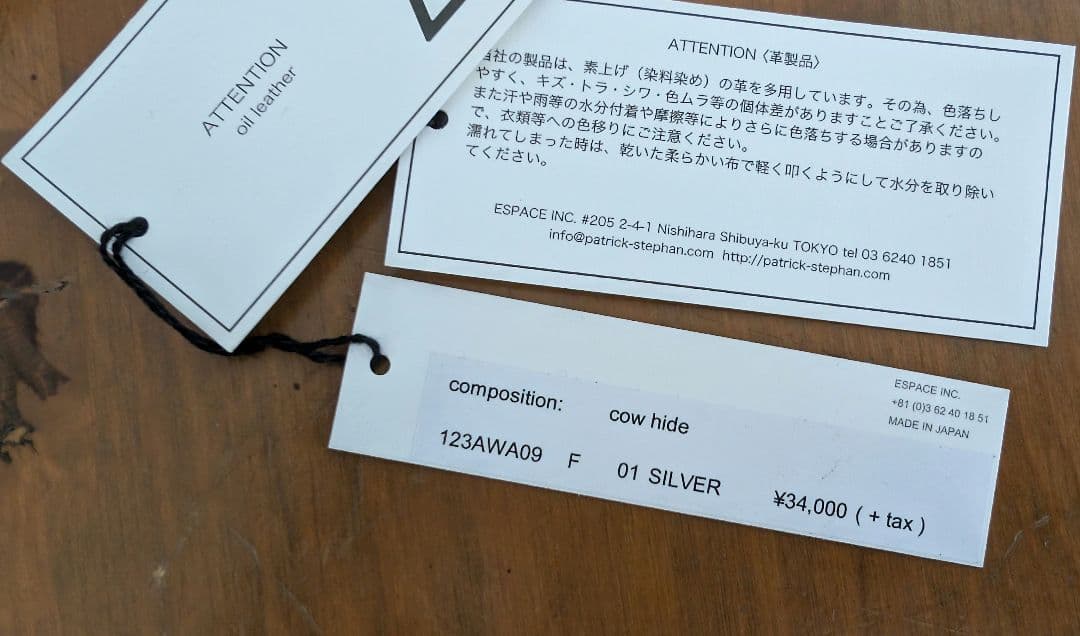 ATTENTION
oil leather
ATTENTION〈革製品〉
当社の製品は、素上げ（染料染め）の革を多用しています。その為、色落ちし
やすく、キズ・トラ・シワ・色ムラ等の個体差がありますことご了承ください。
また汗や雨等の水分付着や摩擦等によりさらに色落ちする場合がありますの
で、衣類等への色移りにご注意ください。
濡れてしまった時は、乾いた柔らかい布で軽く叩くようにして水分を取り除い
てください。
ESPACE INC. #205 2-4-1 Nishihara Shibuya-ku TOKYO tel 03 6240 1851
info@patrick-stephan.com http://patrick-stephan.com
ESPACE INC.
+81 (0)3 62 40 18 51
MADE IN JAPAN
composition: cow hide
123AWA09 F 01 SILVER ¥34,000 ( + tax )